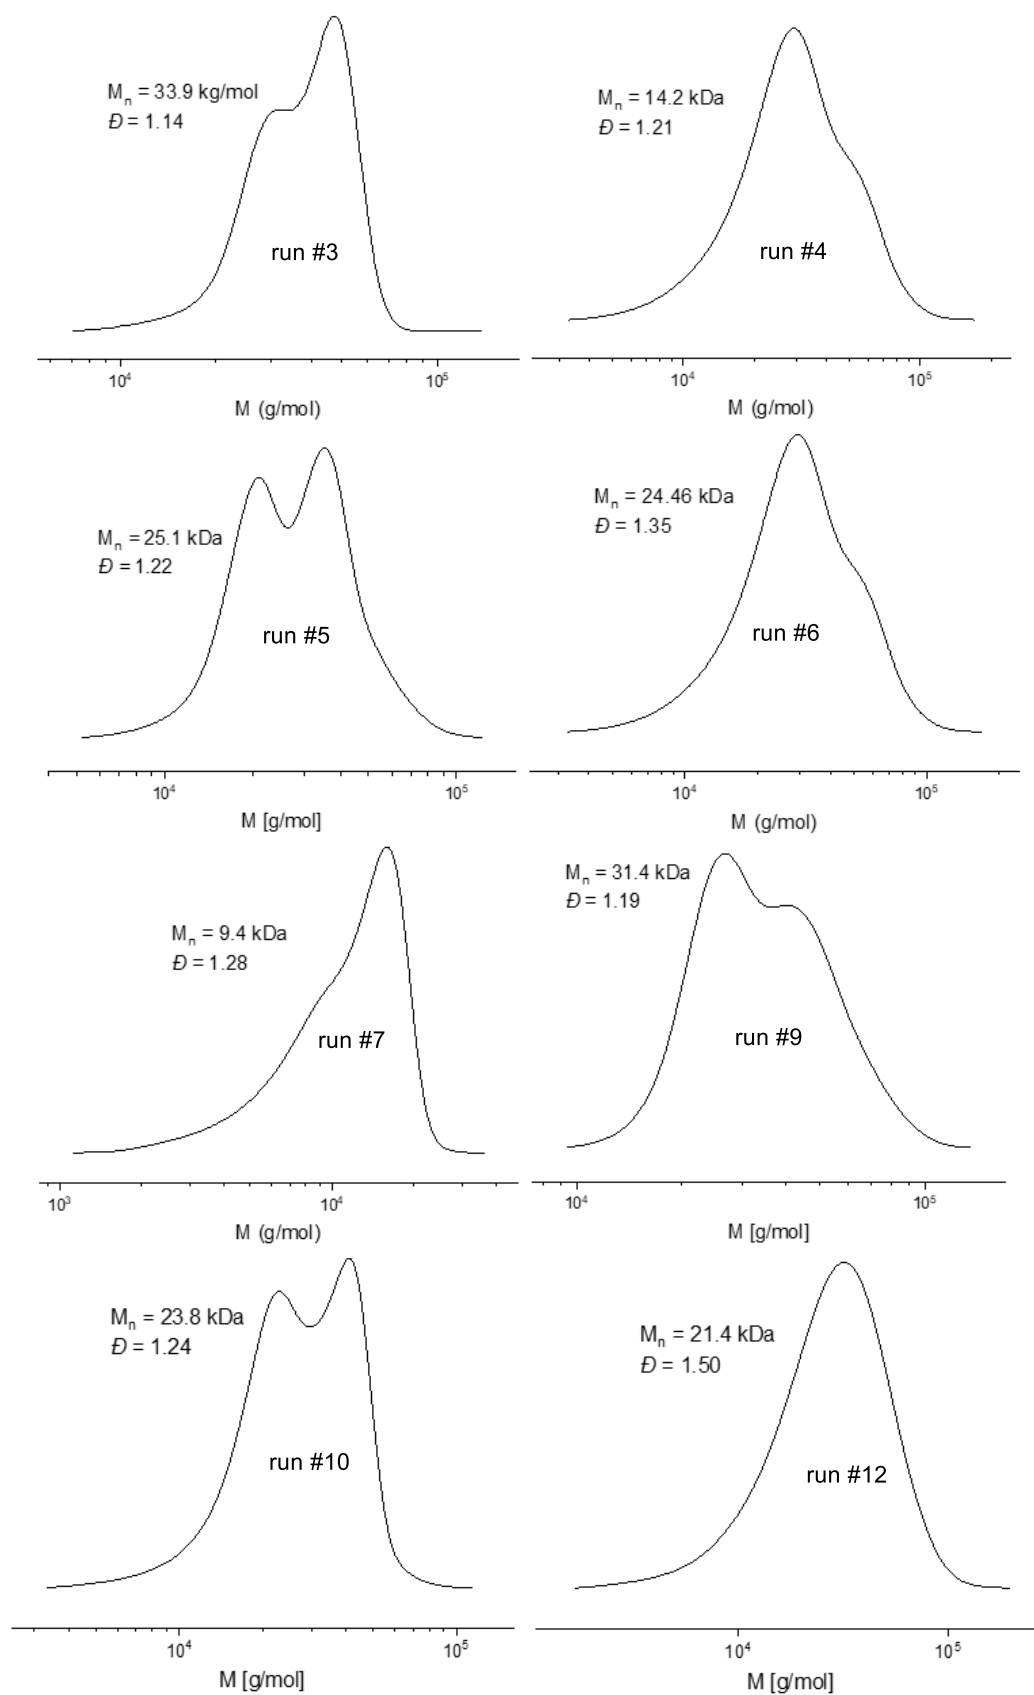 Mn = 33.9 kg/mol
Đ = 1.14
run #3
10⁴ 10⁵
M (g/mol)
Mn = 14.2 kDa
Đ = 1.21
run #4
10⁴ 10⁵
M (g/mol)
Mn = 25.1 kDa
Đ = 1.22
run #5
10⁴ 10⁵
M [g/mol]
Mn = 24.46 kDa
Đ = 1.35
run #6
10⁴ 10⁵
M (g/mol)
Mn = 9.4 kDa
Đ = 1.28
run #7
10³ 10⁴
M (g/mol)
Mn = 31.4 kDa
Đ = 1.19
run #9
10⁴ 10⁵
M [g/mol]
Mn = 23.8 kDa
Đ = 1.24
run #10
10⁴ 10⁵
M [g/mol]
Mn = 21.4 kDa
Đ = 1.50
run #12
10⁴ 10⁵
M [g/mol]